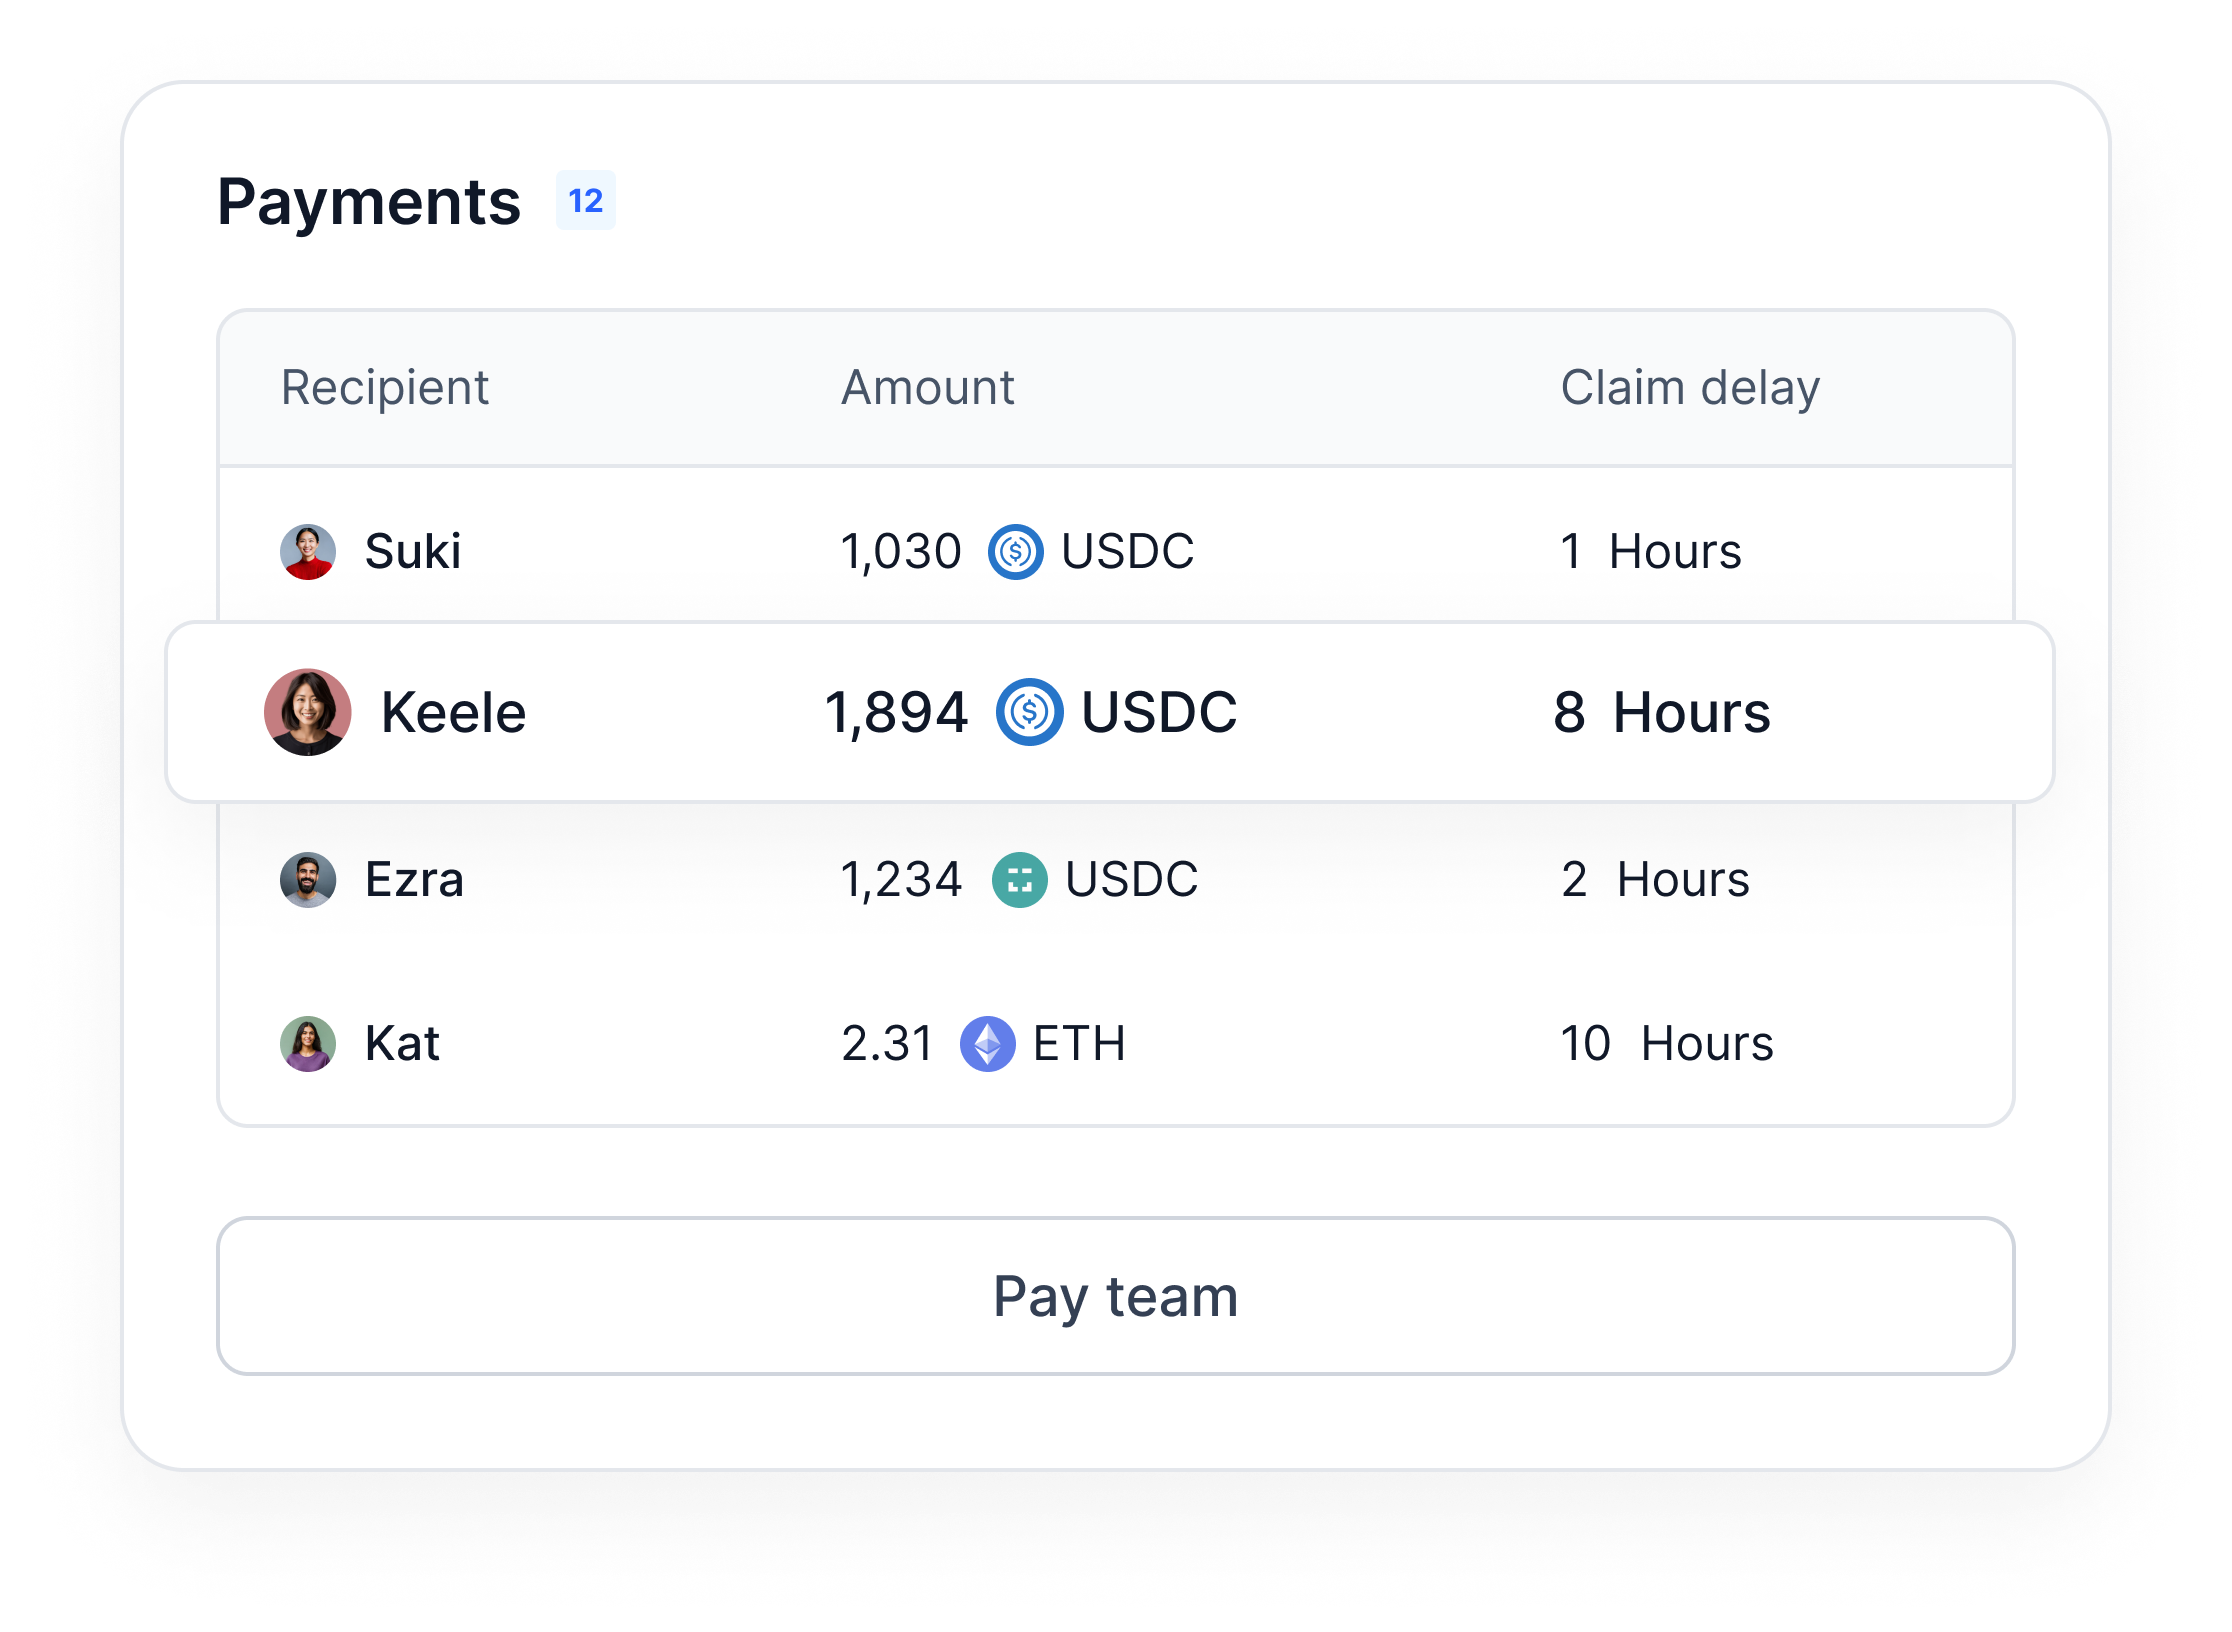 Payments 12
Recipient Amount Claim delay
Suki 1,030 USDC 1 Hours
Keele 1,894 USDC 8 Hours
Ezra 1,234 USDC 2 Hours
Kat 2.31 ETH 10 Hours
Pay team